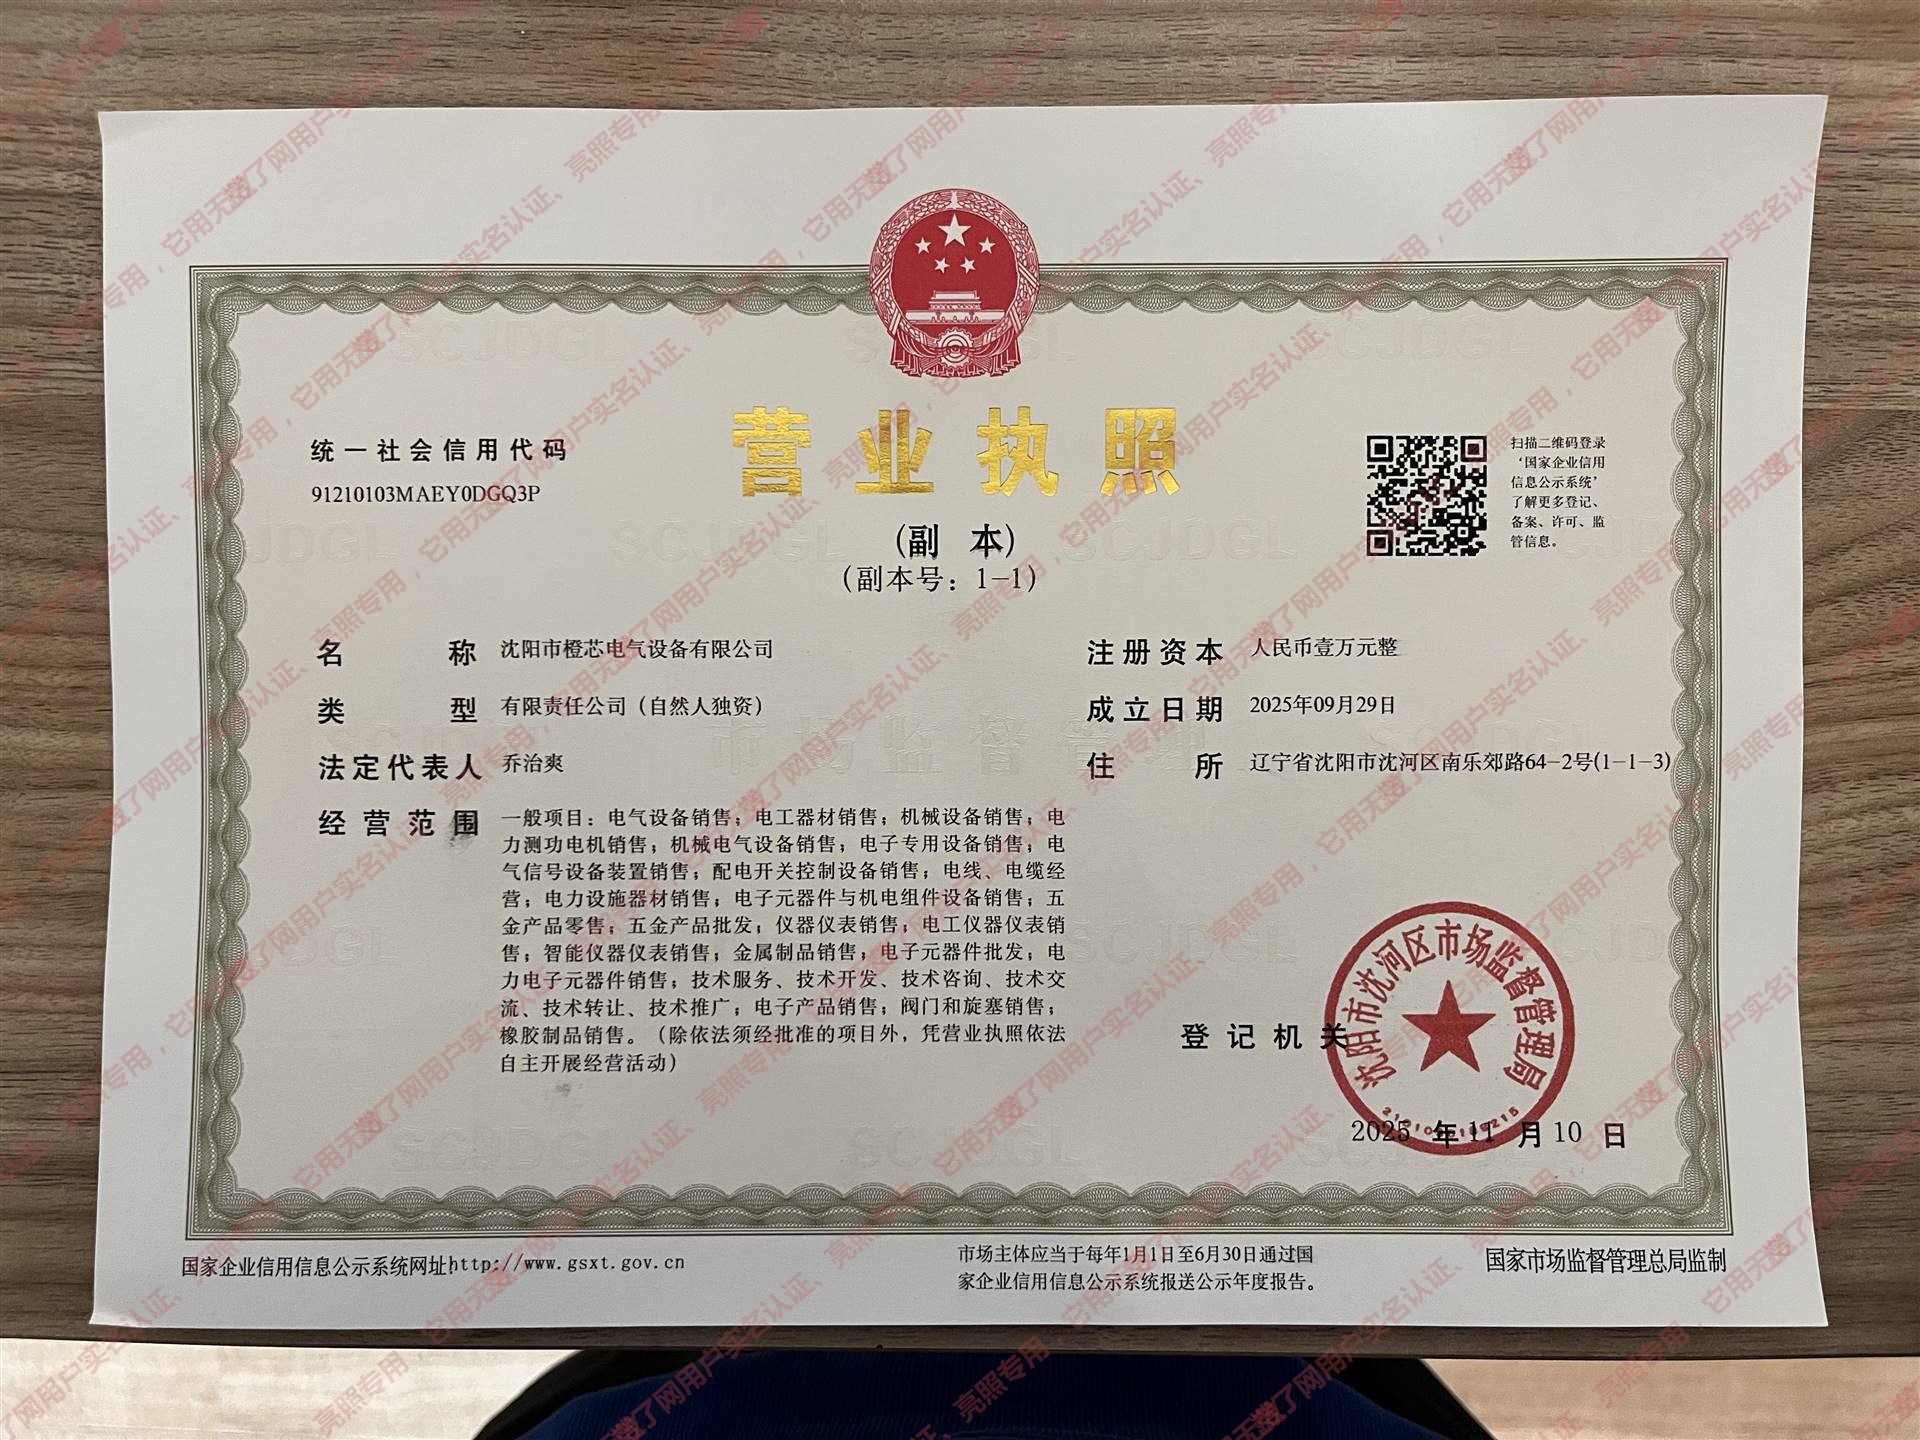 营业执照
(副 本)
(副本号：1-1)
统一社会信用代码
91210103MAEY0DGQ3P
扫描二维码登录
‘国家企业信用
信息公示系统’
了解更多登记、
备案、许可、监
管信息。
名 称 沈阳市橙芯电气设备有限公司
类 型 有限责任公司（自然人独资）
法定代表人 乔治爽
经营范围 一般项目：电气设备销售；电工器材销售；机械设备销售；电
力测功电机销售；机械电气设备销售；电子专用设备销售；电
气信号设备装置销售；配电开关控制设备销售；电线、电缆经
营；电力设施器材销售；电子元器件与机电组件设备销售；五
金产品零售；五金产品批发；仪器仪表销售；电工仪器仪表销
售；智能仪器仪表销售；金属制品销售；电子元器件批发；电
力电子元器件销售；技术服务、技术开发、技术咨询、技术交
流、技术转让、技术推广；电子产品销售；阀门和旋塞销售；
橡胶制品销售。（除依法须经批准的项目外，凭营业执照依法
自主开展经营活动）
注册资本 人民币壹万元整
成立日期 2025年09月29日
住 所 辽宁省沈阳市沈河区南乐郊路64-2号(1-1-3)
登记机关
沈阳市沈河区市场监督管理局
2025 年 11 月 10 日
国家企业信用信息公示系统网址:http://www.gsxt.gov.cn
市场主体应当于每年1月1日至6月30日通过国
家企业信用信息公示系统报送公示年度报告。
国家市场监督管理总局监制